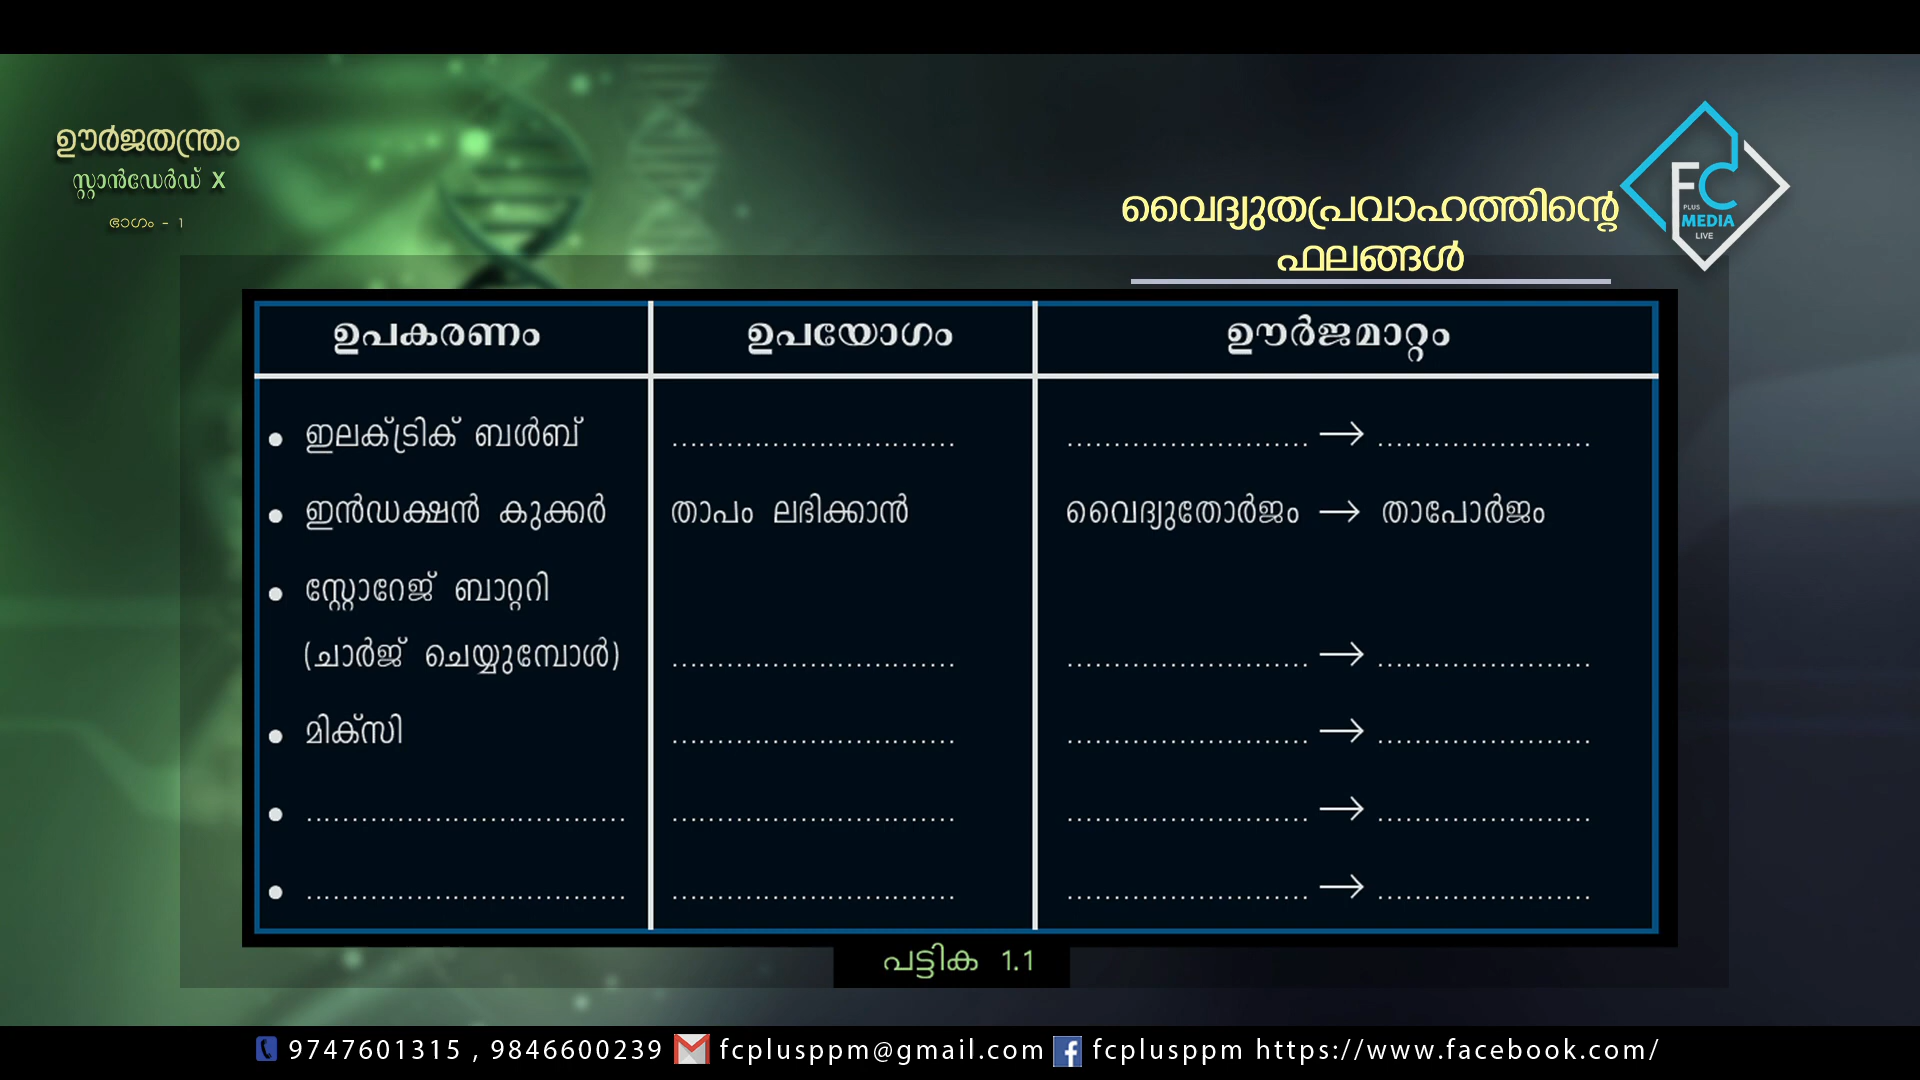 ഊർജതന്ത്രം
സ്റ്റാൻഡേർഡ് X
ഭാഗം - 1
വൈദ്യുതപ്രവാഹത്തിന്റെ
ഫലങ്ങൾ
FC
PLUS
MEDIA
LIVE
ഉപകരണം ഉപയോഗം ഊർജമാറ്റം
• ഇലക്ട്രിക് ബൾബ് ............................... .......................... → .......................
• ഇൻഡക്ഷൻ കുക്കർ താപം ലഭിക്കാൻ വൈദ്യുതോർജം → താപോർജം
• സ്റ്റോറേജ് ബാറ്ററി
(ചാർജ് ചെയ്യുമ്പോൾ) ............................... .......................... → .......................
• മിക്സി ............................... .......................... → .......................
• ................................... ............................... .......................... → .......................
• ................................... ............................... .......................... → .......................
പട്ടിക 1.1
9747601315 , 9846600239 fcplusppm@gmail.com fcplusppm https://www.facebook.com/